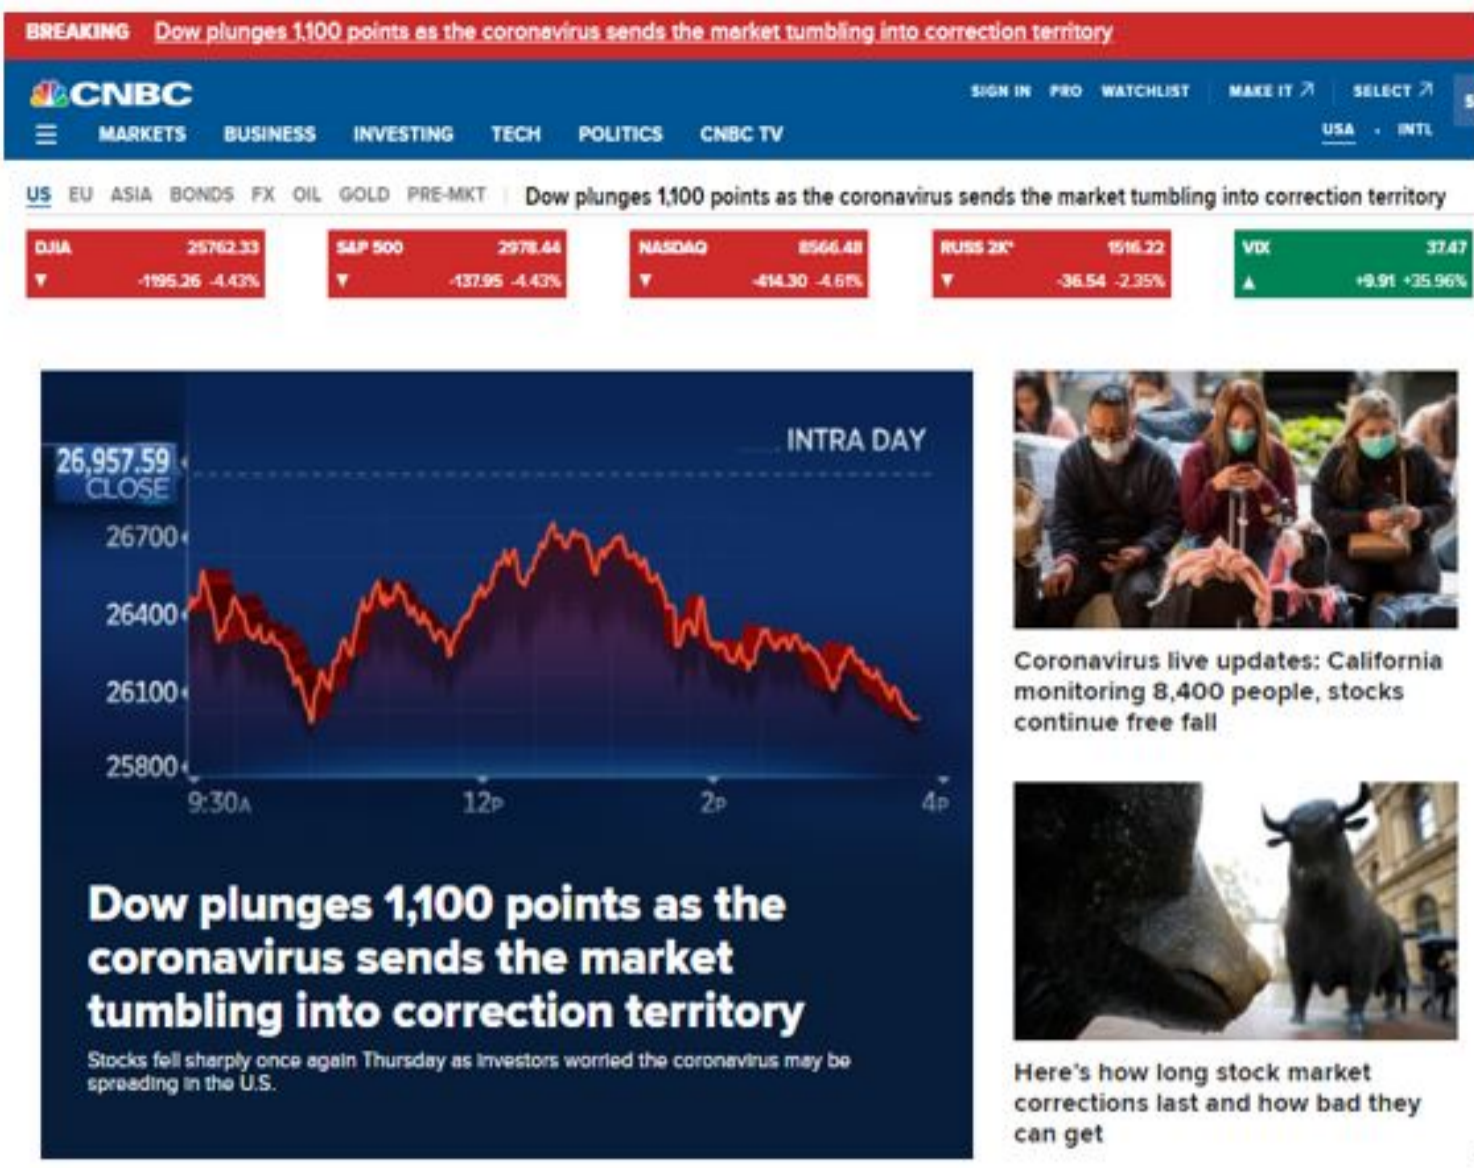 BREAKING Dow plunges 1,100 points as the coronavirus sends the market tumbling into correction territory
CNBC
SIGN IN PRO WATCHLIST MAKE IT SELECT
MARKETS BUSINESS INVESTING TECH POLITICS CNBC TV
USA · INTL
US EU ASIA BONDS FX OIL GOLD PRE-MKT Dow plunges 1,100 points as the coronavirus sends the market tumbling into correction territory
DJIA 25762.33 S&P 500 2978.44 NASDAQ 8566.48 RUSS 2K* 1516.22 VIX 37.47
▼ -1195.26 -4.43% ▼ -137.95 -4.43% ▼ -414.30 -4.61% ▼ -36.54 -2.35% ▲ +9.91 +35.96%
INTRA DAY
26,957.59
CLOSE
26700
26400
26100
25800
9:30A 12P 2P 4P
Dow plunges 1,100 points as the
coronavirus sends the market
tumbling into correction territory
Stocks fell sharply once again Thursday as investors worried the coronavirus may be
spreading in the U.S.
Coronavirus live updates: California
monitoring 8,400 people, stocks
continue free fall
Here's how long stock market
corrections last and how bad they
can get